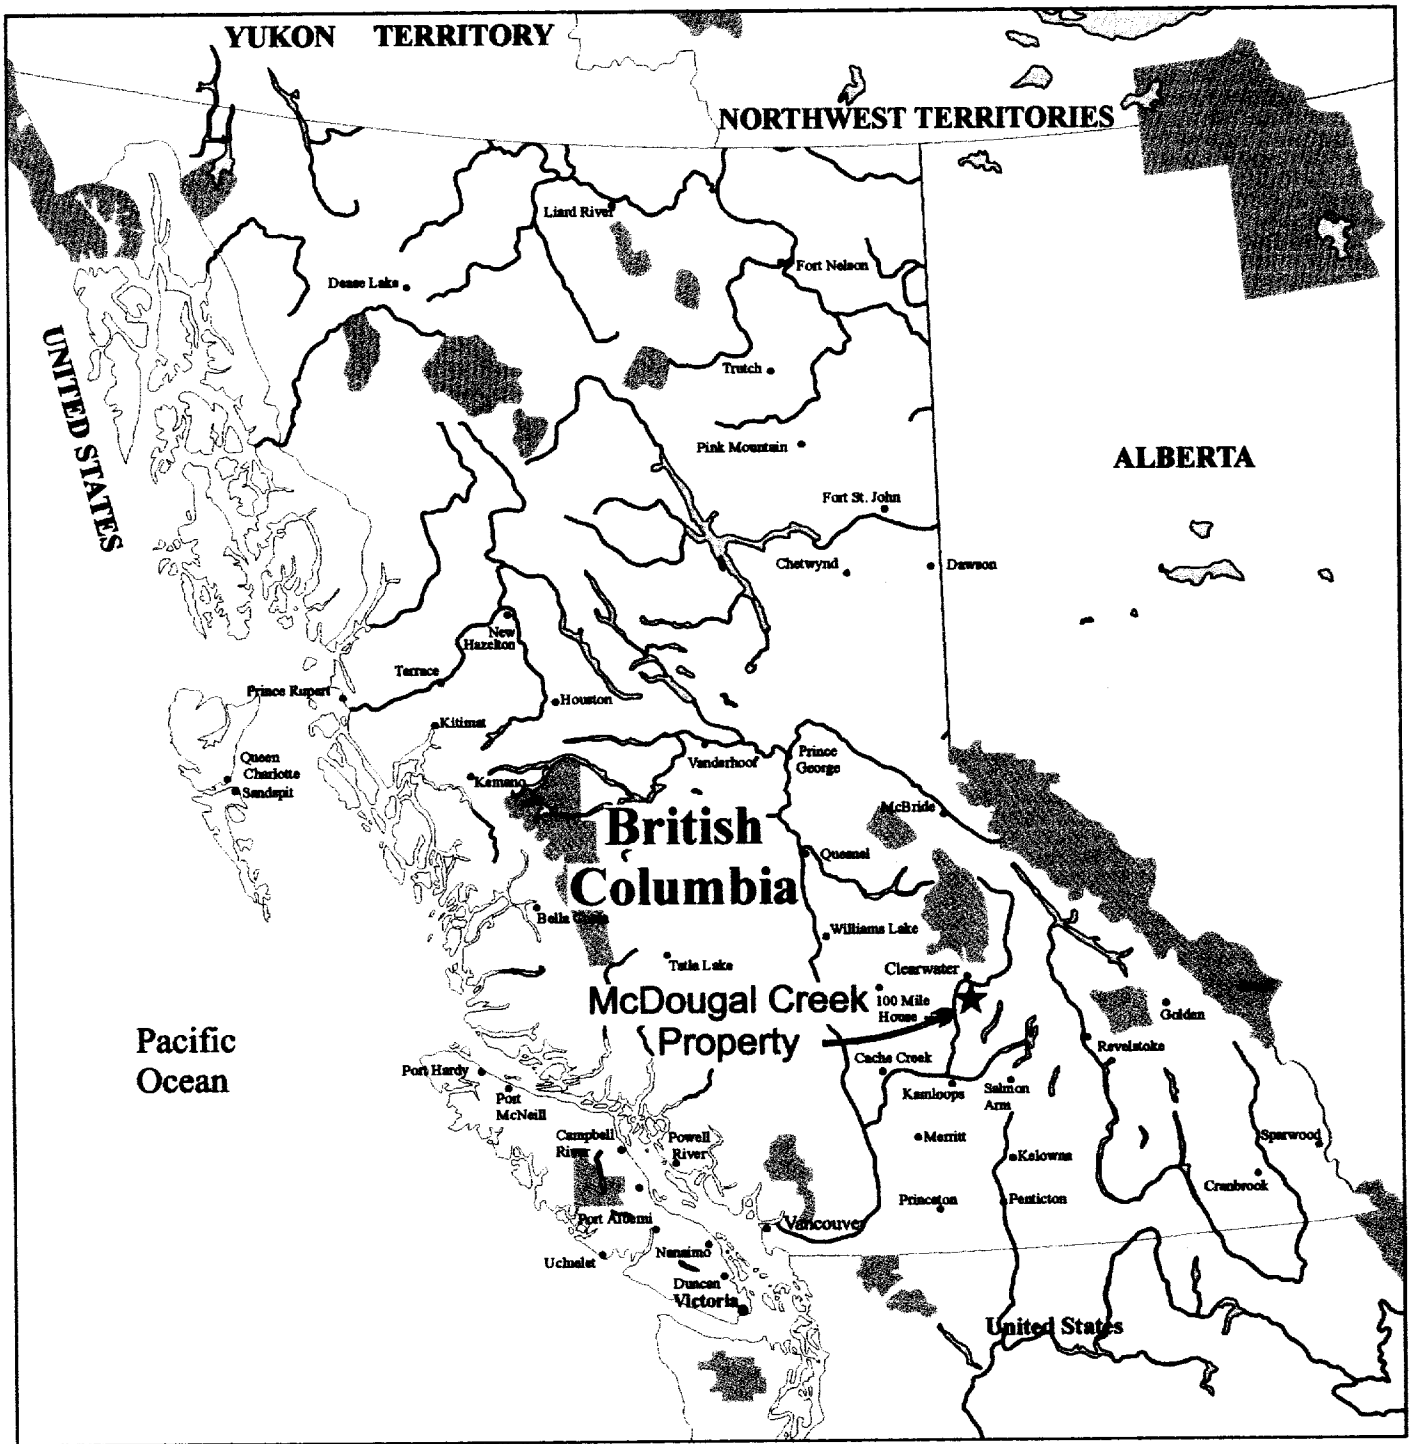 YUKON TERRITORY
NORTHWEST TERRITORIES
Liard River
Fort Nelson
Dease Lake
UNITED STATES
Trutch
Pink Mountain
ALBERTA
Fort St. John
Chetwynd
Dawson
New
Hazelton
Terrace
Prince Rupert
Houston
Kitimat
Queen
Charlotte
Sandspit
Vanderhoof
Prince
George
Kemano
McBride
British
Columbia
Quesnel
Bella Coola
Williams Lake
Tatla Lake
Clearwater
McDougal Creek
Property
100 Mile
House
Golden
Pacific
Ocean
Revelstoke
Cache Creek
Port Hardy
Kamloops
Salmon
Arm
Port
McNeill
Campbell
River
Powell
River
Merritt
Sparwood
Kelowna
Cranbrook
Princeton
Penticton
Port Alberni
Vancouver
Nanaimo
Ucluelet
Duncan
Victoria
United States